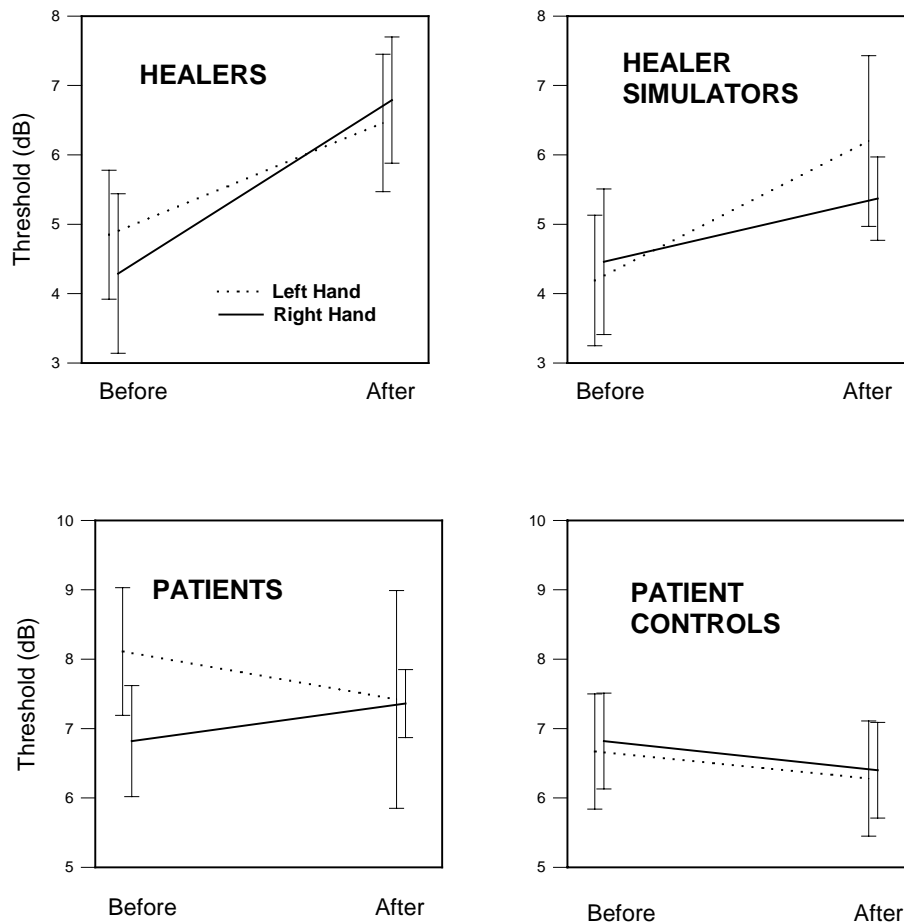 8
7
6
5
4
3
Threshold (dB)
HEALERS
Left Hand
Right Hand
Before
After
8
7
6
5
4
3
HEALER
SIMULATORS
Before
After
10
9
8
7
6
5
Threshold (dB)
PATIENTS
Before
After
10
9
8
7
6
5
PATIENT
CONTROLS
Before
After